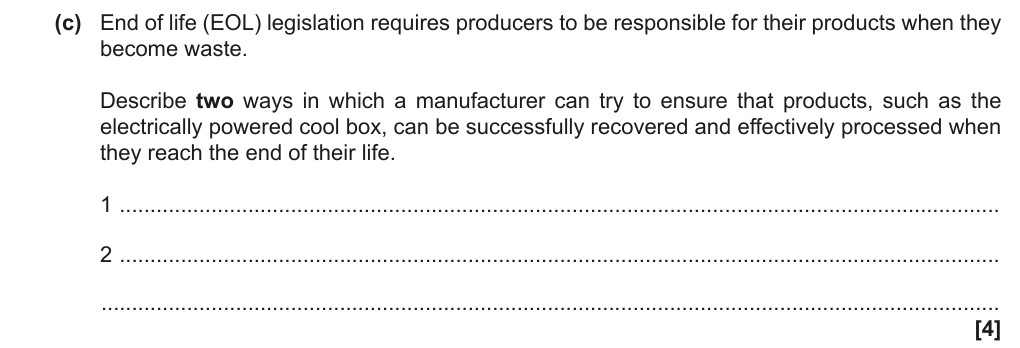 (c) End of life (EOL) legislation requires producers to be responsible for their products when they
become waste.
Describe two ways in which a manufacturer can try to ensure that products, such as the
electrically powered cool box, can be successfully recovered and effectively processed when
they reach the end of their life.
1 ....................................................................................................................................................
2 ....................................................................................................................................................
.......................................................................................................................................................
[4]